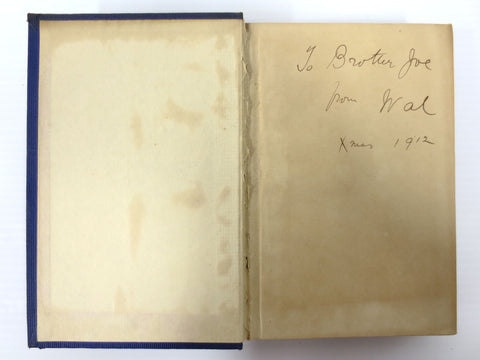 To Brother Joe
from Wal
Xmas 1912